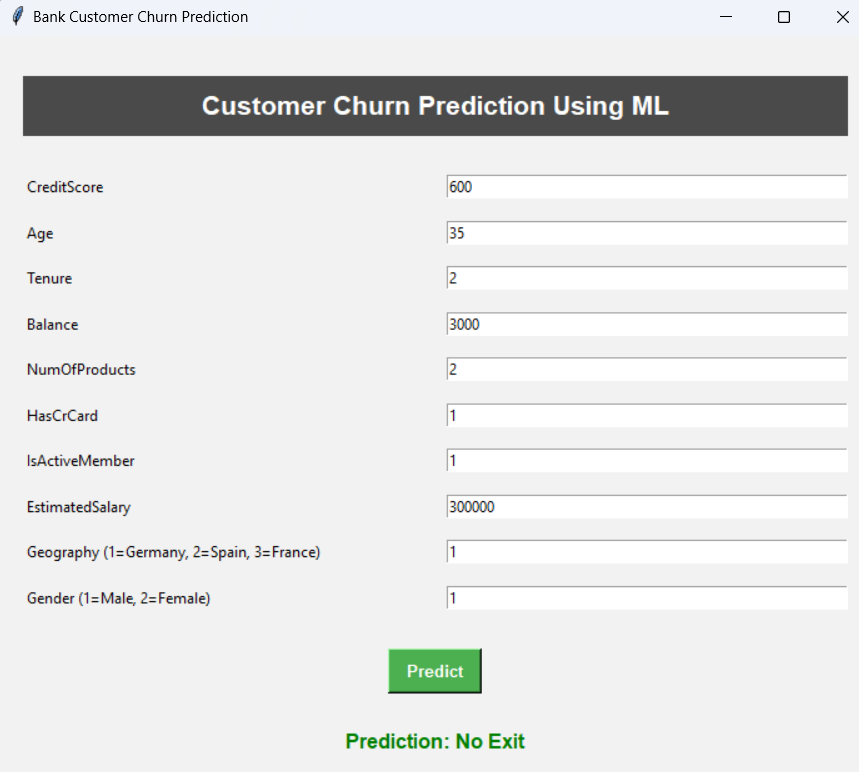 Bank Customer Churn Prediction
Customer Churn Prediction Using ML
CreditScore 600
Age 35
Tenure 2
Balance 3000
NumOfProducts 2
HasCrCard 1
IsActiveMember 1
EstimatedSalary 300000
Geography (1=Germany, 2=Spain, 3=France) 1
Gender (1=Male, 2=Female) 1
Predict
Prediction: No Exit